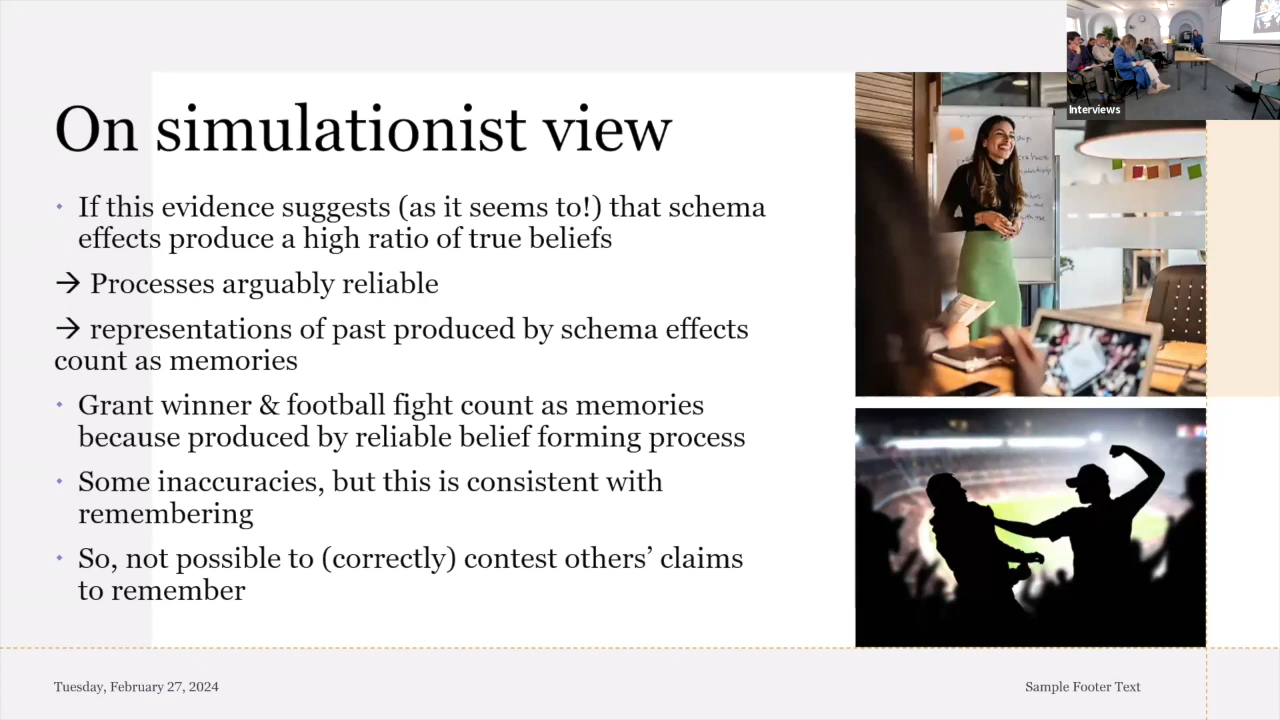 Interviews
On simulationist view
· If this evidence suggests (as it seems to!) that schema
effects produce a high ratio of true beliefs
→ Processes arguably reliable
→ representations of past produced by schema effects
count as memories
· Grant winner & football fight count as memories
because produced by reliable belief forming process
· Some inaccuracies, but this is consistent with
remembering
· So, not possible to (correctly) contest others’ claims
to remember
Tuesday, February 27, 2024
Sample Footer Text